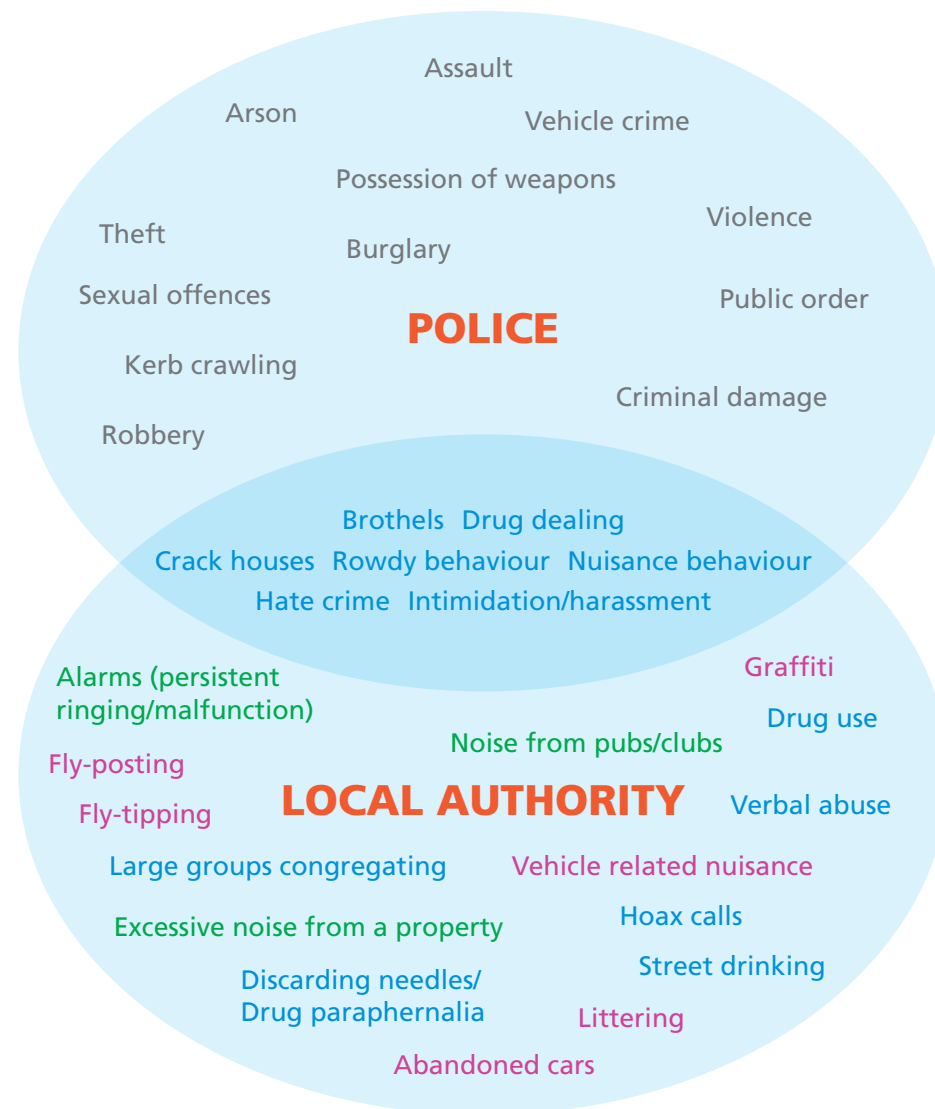 Assault
Arson
Vehicle crime
Possession of weapons
Violence
Theft
Burglary
Sexual offences
Public order
POLICE
Kerb crawling
Criminal damage
Robbery
Brothels Drug dealing
Crack houses Rowdy behaviour Nuisance behaviour
Hate crime Intimidation/harassment
Alarms (persistent
ringing/malfunction)
Graffiti
Drug use
Noise from pubs/clubs
Fly-posting
LOCAL AUTHORITY
Verbal abuse
Fly-tipping
Large groups congregating
Vehicle related nuisance
Hoax calls
Excessive noise from a property
Street drinking
Discarding needles/
Drug paraphernalia
Littering
Abandoned cars